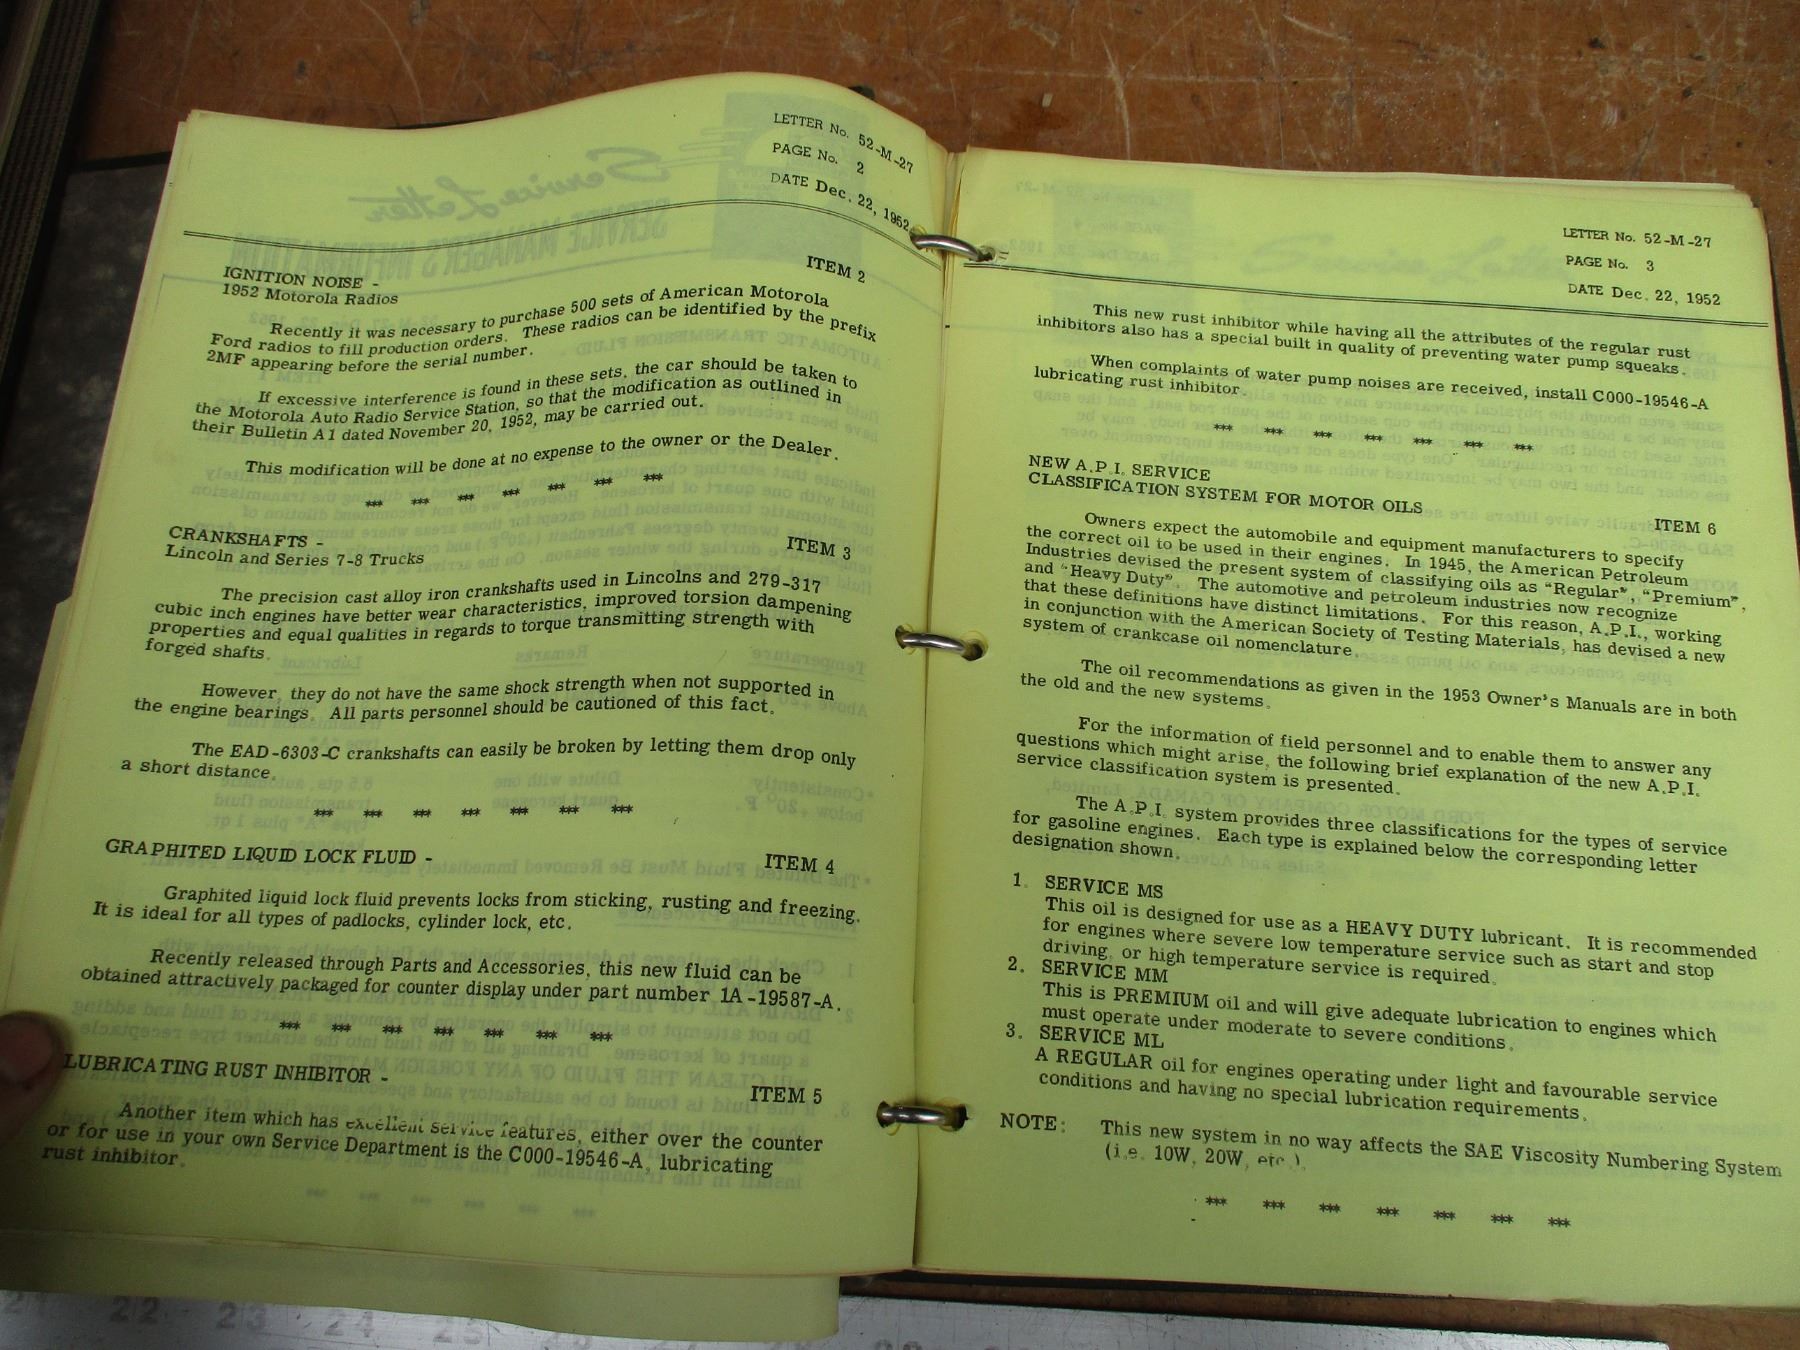 LETTER No. 52-M-27
PAGE No. 2
DATE Dec. 22, 1952
ITEM 2
IGNITION NOISE -
1952 Motorola Radios
Recently it was necessary to purchase 500 sets of American Motorola
Ford radios to fill production orders. These radios can be identified by the prefix
2MF appearing before the serial number.
If excessive interference is found in these sets, the car should be taken to
the Motorola Auto Radio Service Station, so that the modification as outlined in
their Bulletin A1 dated November 20, 1952, may be carried out.
This modification will be done at no expense to the owner or the Dealer.
*** *** *** *** *** *** ***
CRANKSHAFTS -
ITEM 3
Lincoln and Series 7-8 Trucks
The precision cast alloy iron crankshafts used in Lincolns and 279-317
cubic inch engines have better wear characteristics, improved torsion dampening
properties and equal qualities in regards to torque transmitting strength with
forged shafts.
However, they do not have the same shock strength when not supported in
the engine bearings. All parts personnel should be cautioned of this fact.
The EAD-6303-C crankshafts can easily be broken by letting them drop only
a short distance.
*** *** *** *** *** *** ***
GRAPHITED LIQUID LOCK FLUID -
ITEM 4
Graphited liquid lock fluid prevents locks from sticking, rusting and freezing.
It is ideal for all types of padlocks, cylinder lock, etc.
Recently released through Parts and Accessories, this new fluid can be
obtained attractively packaged for counter display under part number 1A-19587-A.
*** *** *** *** *** *** ***
LUBRICATING RUST INHIBITOR -
ITEM 5
Another item which has excellent service features, either over the counter
or for use in your own Service Department is the C000-19546-A, lubricating
rust inhibitor.
LETTER No. 52-M-27
PAGE No. 3
DATE Dec. 22, 1952
This new rust inhibitor while having all the attributes of the regular rust
inhibitors also has a special built in quality of preventing water pump squeaks.
When complaints of water pump noises are received, install C000-19546-A
lubricating rust inhibitor.
*** *** *** *** *** *** ***
NEW A.P.I. SERVICE
CLASSIFICATION SYSTEM FOR MOTOR OILS
ITEM 6
Owners expect the automobile and equipment manufacturers to specify
the correct oil to be used in their engines. In 1945, the American Petroleum
Industries devised the present system of classifying oils as "Regular", "Premium",
and "Heavy Duty". The automotive and petroleum industries now recognize
that these definitions have distinct limitations. For this reason, A.P.I., working
in conjunction with the American Society of Testing Materials, has devised a new
system of crankcase oil nomenclature.
The oil recommendations as given in the 1953 Owner's Manuals are in both
the old and the new systems.
For the information of field personnel and to enable them to answer any
questions which might arise, the following brief explanation of the new A.P.I.
service classification system is presented.
The A.P.I. system provides three classifications for the types of service
for gasoline engines. Each type is explained below the corresponding letter
designation shown.
1. SERVICE MS
This oil is designed for use as a HEAVY DUTY lubricant. It is recommended
for engines where severe low temperature service such as start and stop
driving, or high temperature service is required.
2. SERVICE MM
This is PREMIUM oil and will give adequate lubrication to engines which
must operate under moderate to severe conditions.
3. SERVICE ML
A REGULAR oil for engines operating under light and favourable service
conditions and having no special lubrication requirements.
NOTE: This new system in no way affects the SAE Viscosity Numbering System
(i.e. 10W, 20W, etc.).
*** *** *** *** *** *** ***
22 23 24 25